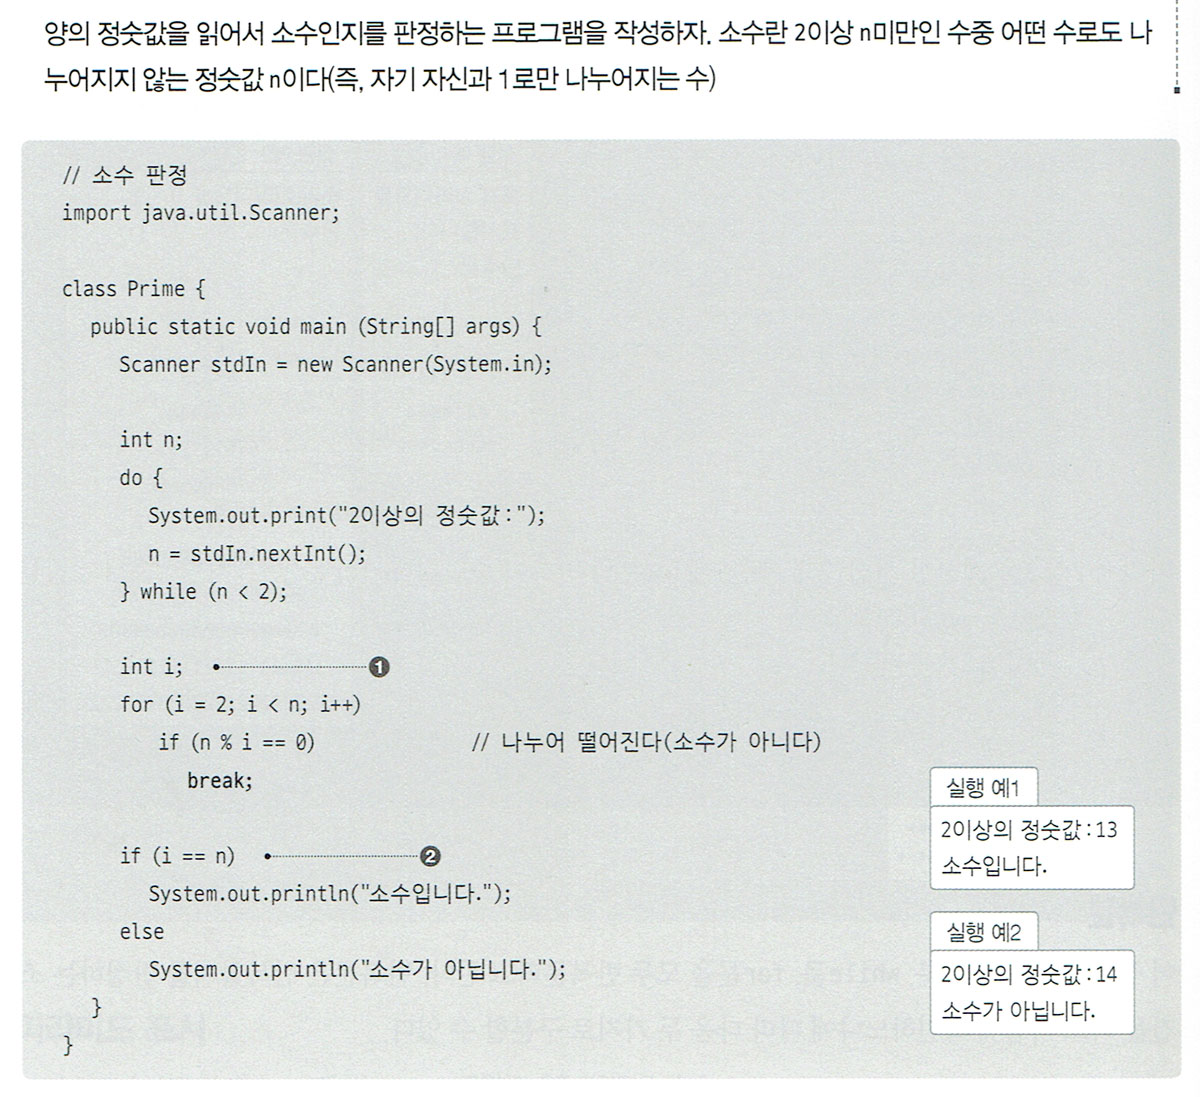 양의 정숫값을 읽어서 소수인지를 판정하는 프로그램을 작성하자. 소수란 2이상 n미만인 수중 어떤 수로도 나
누어지지 않는 정숫값 n이다(즉, 자기 자신과 1로만 나누어지는 수)
// 소수 판정
import java.util.Scanner;
class Prime {
public static void main (String[] args) {
Scanner stdIn = new Scanner(System.in);
int n;
do {
System.out.print("2이상의 정숫값:");
n = stdIn.nextInt();
} while (n < 2);
int i; ❶
for (i = 2; i < n; i++)
if (n % i == 0) // 나누어 떨어진다(소수가 아니다)
break;
if (i == n) ❷
System.out.println("소수입니다.");
else
System.out.println("소수가 아닙니다.");
}
}
실행 예1
2이상의 정숫값:13
소수입니다.
실행 예2
2이상의 정숫값:14
소수가 아닙니다.